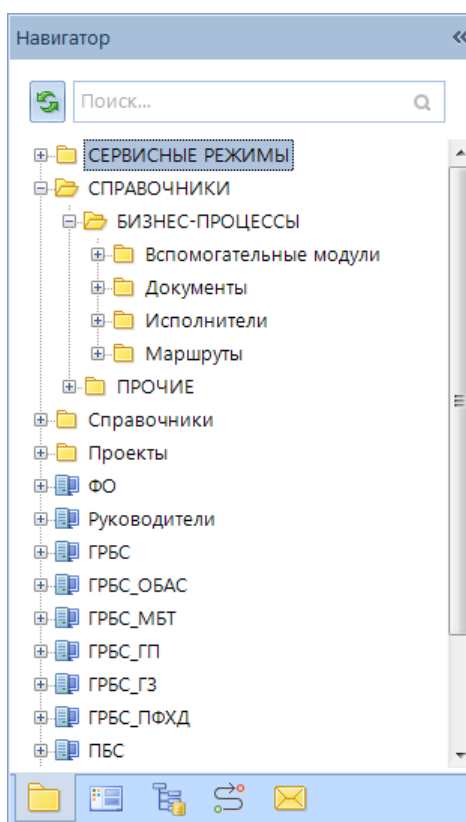 Навигатор
Поиск...
СЕРВИСНЫЕ РЕЖИМЫ
СПРАВОЧНИКИ
БИЗНЕС-ПРОЦЕССЫ
Вспомогательные модули
Документы
Исполнители
Маршруты
ПРОЧИЕ
Справочники
Проекты
ФО
Руководители
ГРБС
ГРБС_ОБАС
ГРБС_МБТ
ГРБС_ГП
ГРБС_ГЗ
ГРБС_ПФХД
ПБС